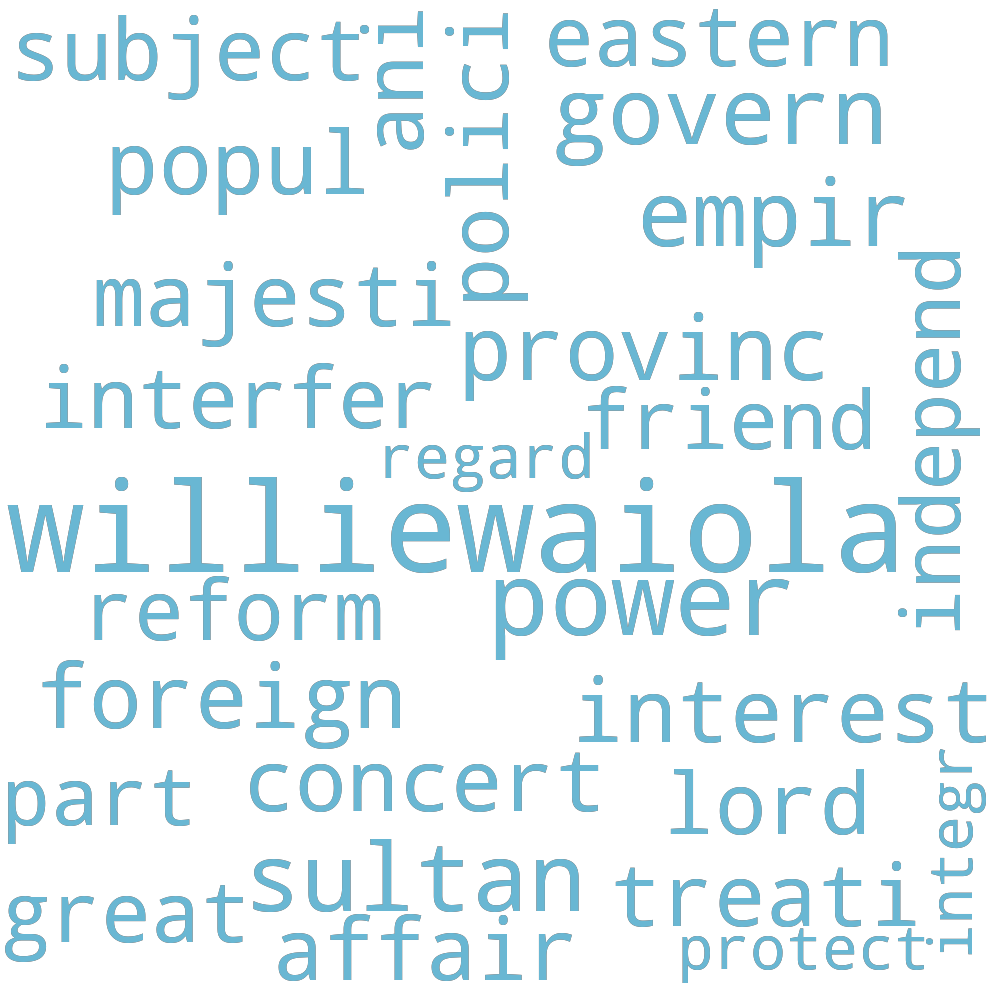 subject
ani
polici
eastern
govern
popul
empir
majesti
provinc
independ
interfer
friend
regard
williewaiola
reform
power
foreign
interest
part
concert
lord
integr
great
sultan
treati
affair
protect